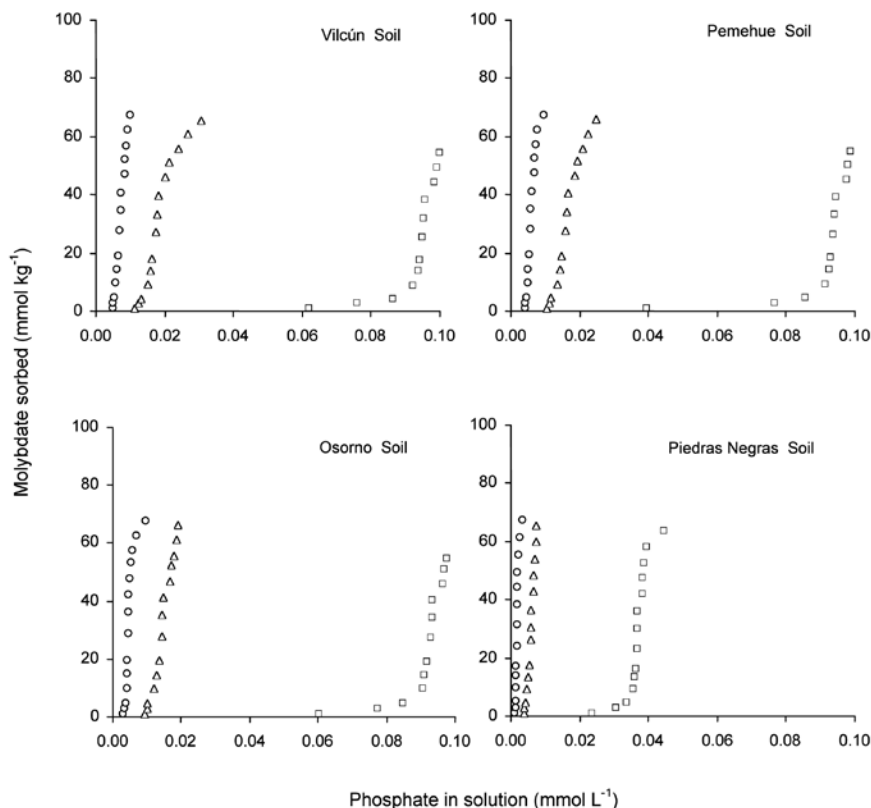 Vilcún Soil
100
80
60
40
20
0
0.00 0.02 0.04 0.06 0.08 0.10
Pemehue Soil
100
80
60
40
20
0
0.00 0.02 0.04 0.06 0.08 0.10
Molybdate sorbed (mmol kg⁻¹)
Osorno Soil
100
80
60
40
20
0
0.00 0.02 0.04 0.06 0.08 0.10
Piedras Negras Soil
100
80
60
40
20
0
0.00 0.02 0.04 0.06 0.08 0.10
Phosphate in solution (mmol L⁻¹)